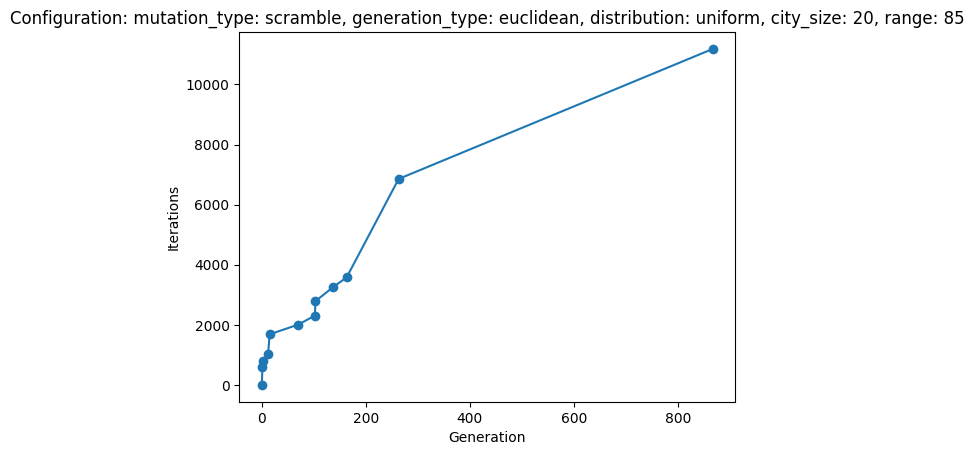 Configuration: mutation_type: scramble, generation_type: euclidean, distribution: uniform, city_size: 20, range: 85
10000
8000
6000
4000
2000
0
Iterations
0 200 400 600 800
Generation